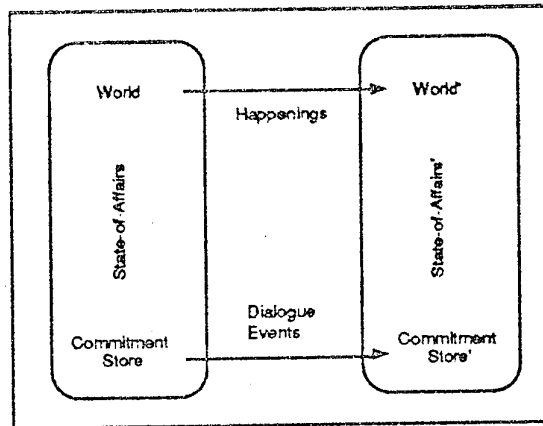 World
Happenings
World'
State-of-Affairs
State-of-Affairs'
Dialogue
Events
Commitment
Store
Commitment
Store'